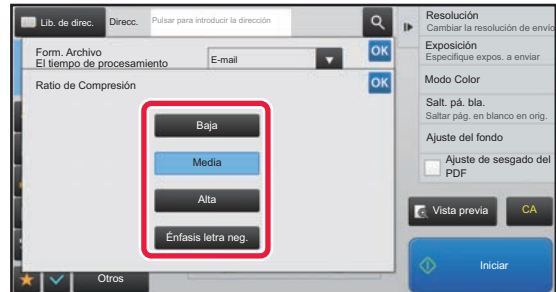 Lib. de direc.
Direcc.
Pulsar para introducir la dirección
Form. Archivo
El tiempo de procesamiento
E-mail
OK
Ratio de Compresión
OK
Baja
Media
Alta
Énfasis letra neg.
Otros
Resolución
Cambiar la resolución de envío
Exposición
Especifique expos. a enviar
Modo Color
Salt. pá. bla.
Saltar pág. en blanco en orig.
Ajuste del fondo
Ajuste de sesgado del
PDF
Vista previa
CA
Iniciar